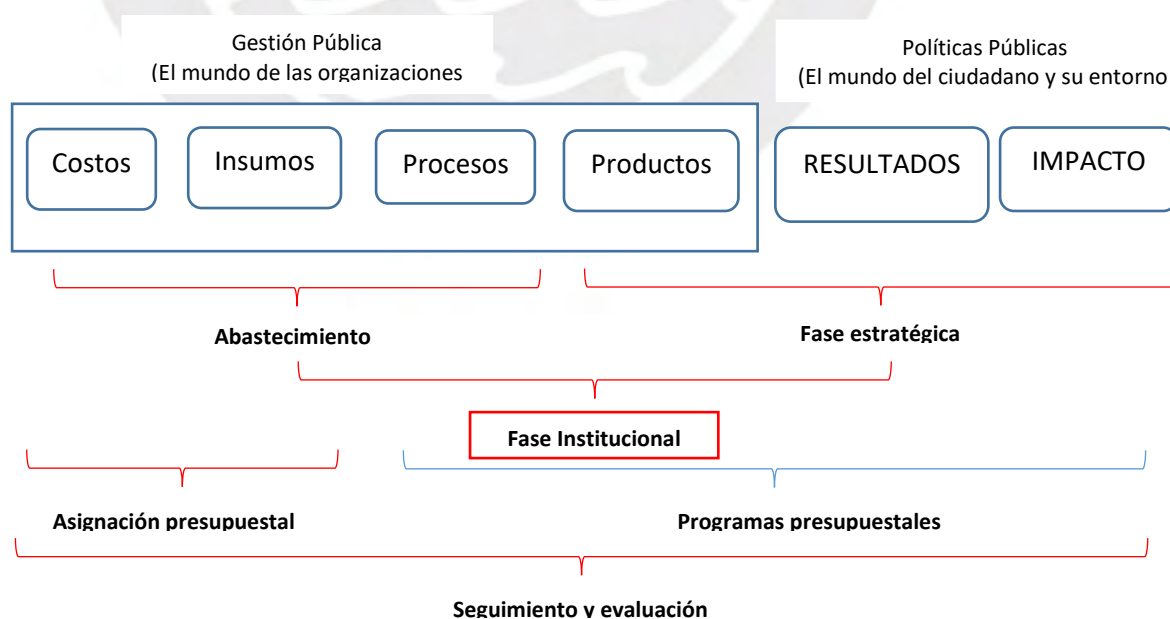 Gestión Pública
(El mundo de las organizaciones
Políticas Públicas
(El mundo del ciudadano y su entorno
Costos
Insumos
Procesos
Productos
RESULTADOS
IMPACTO
Abastecimiento
Fase estratégica
Fase Institucional
Asignación presupuestal
Programas presupuestales
Seguimiento y evaluación